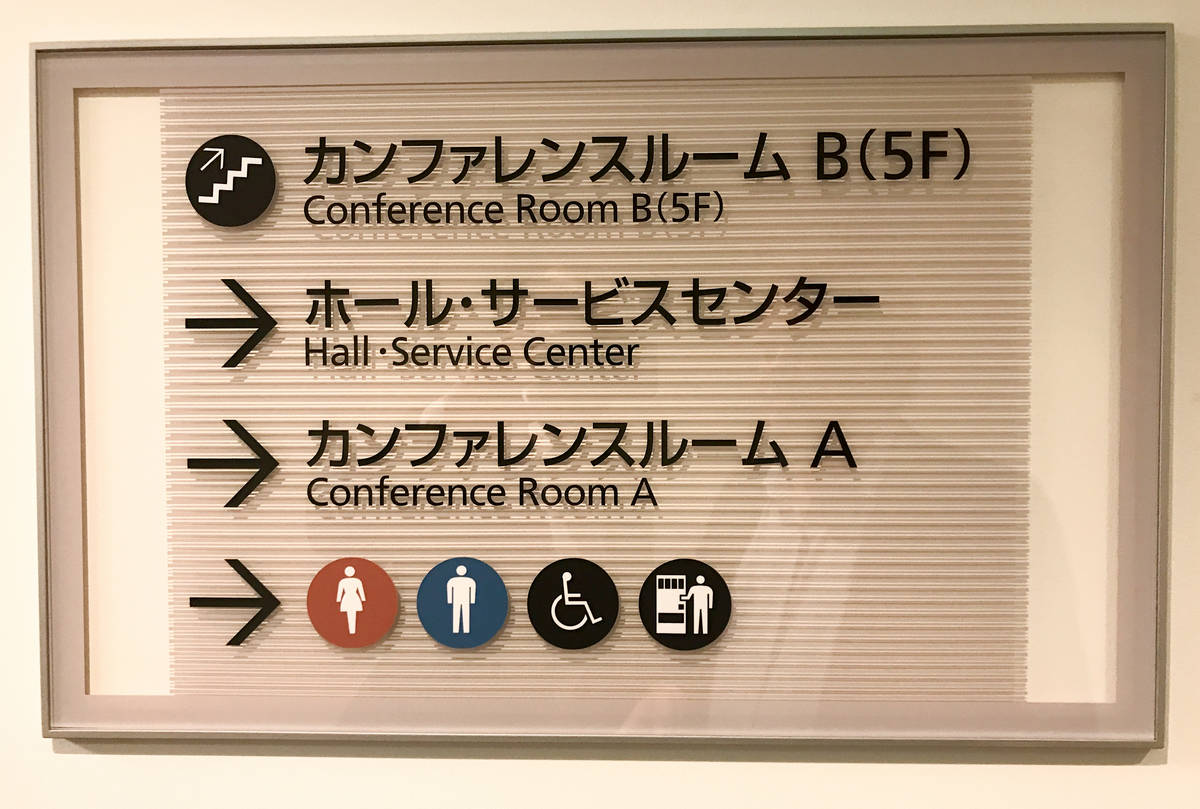 カンファレンスルーム B(5F)
Conference Room B(5F)
ホール・サービスセンター
Hall・Service Center
カンファレンスルーム A
Conference Room A